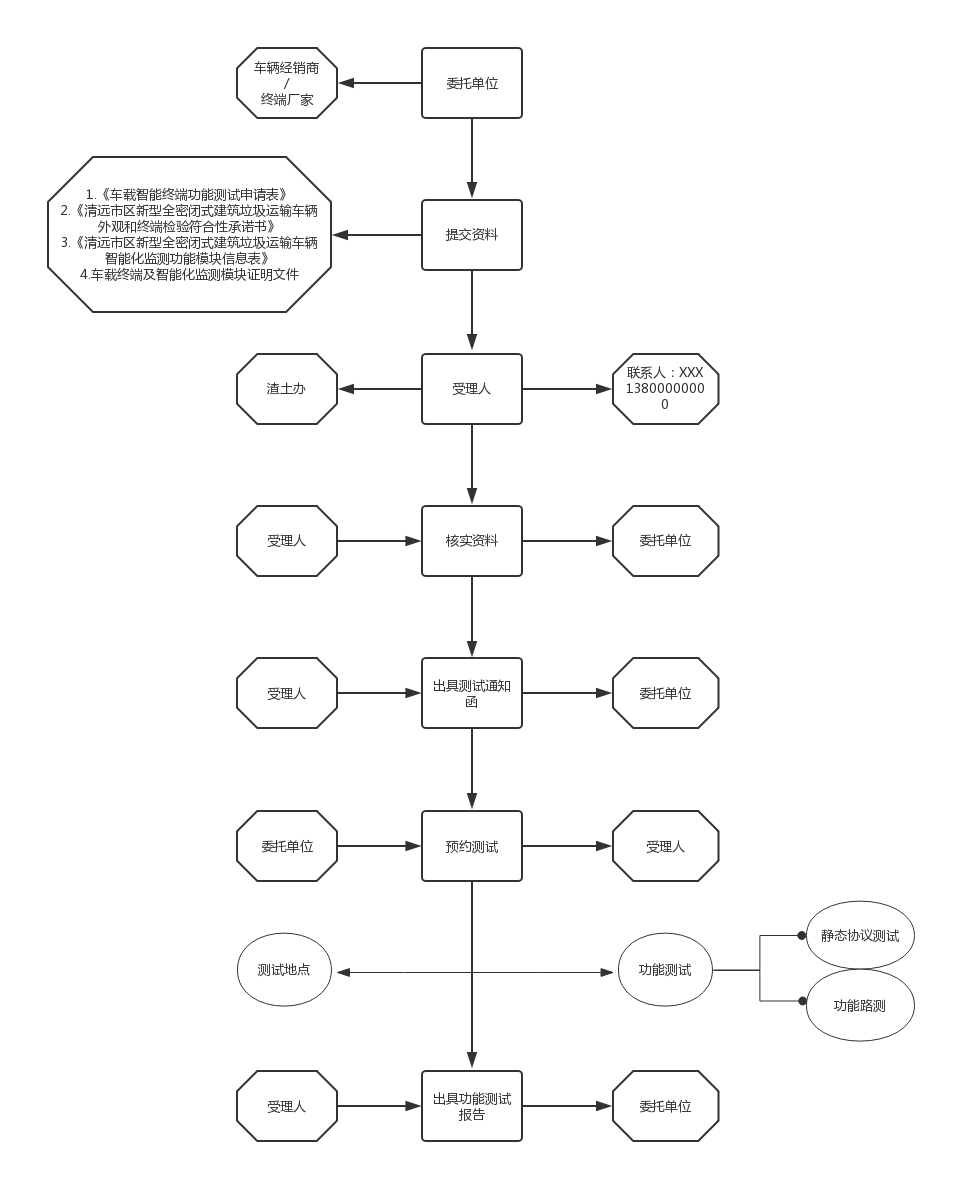 车辆经销商
/
终端厂家
委托单位
1.《车载智能终端功能测试申请表》
2.《清远市区新型全密闭式建筑垃圾运输车辆
外观和终端检验符合性承诺书》
3.《清远市区新型全密闭式建筑垃圾运输车辆
智能化监测功能模块信息表》
4.车载终端及智能化监测模块证明文件
提交资料
渣土办
受理人
联系人：XXX
1380000000
0
受理人
核实资料
委托单位
受理人
出具测试通知
函
委托单位
委托单位
预约测试
受理人
测试地点
功能测试
静态协议测试
功能路测
受理人
出具功能测试
报告
委托单位